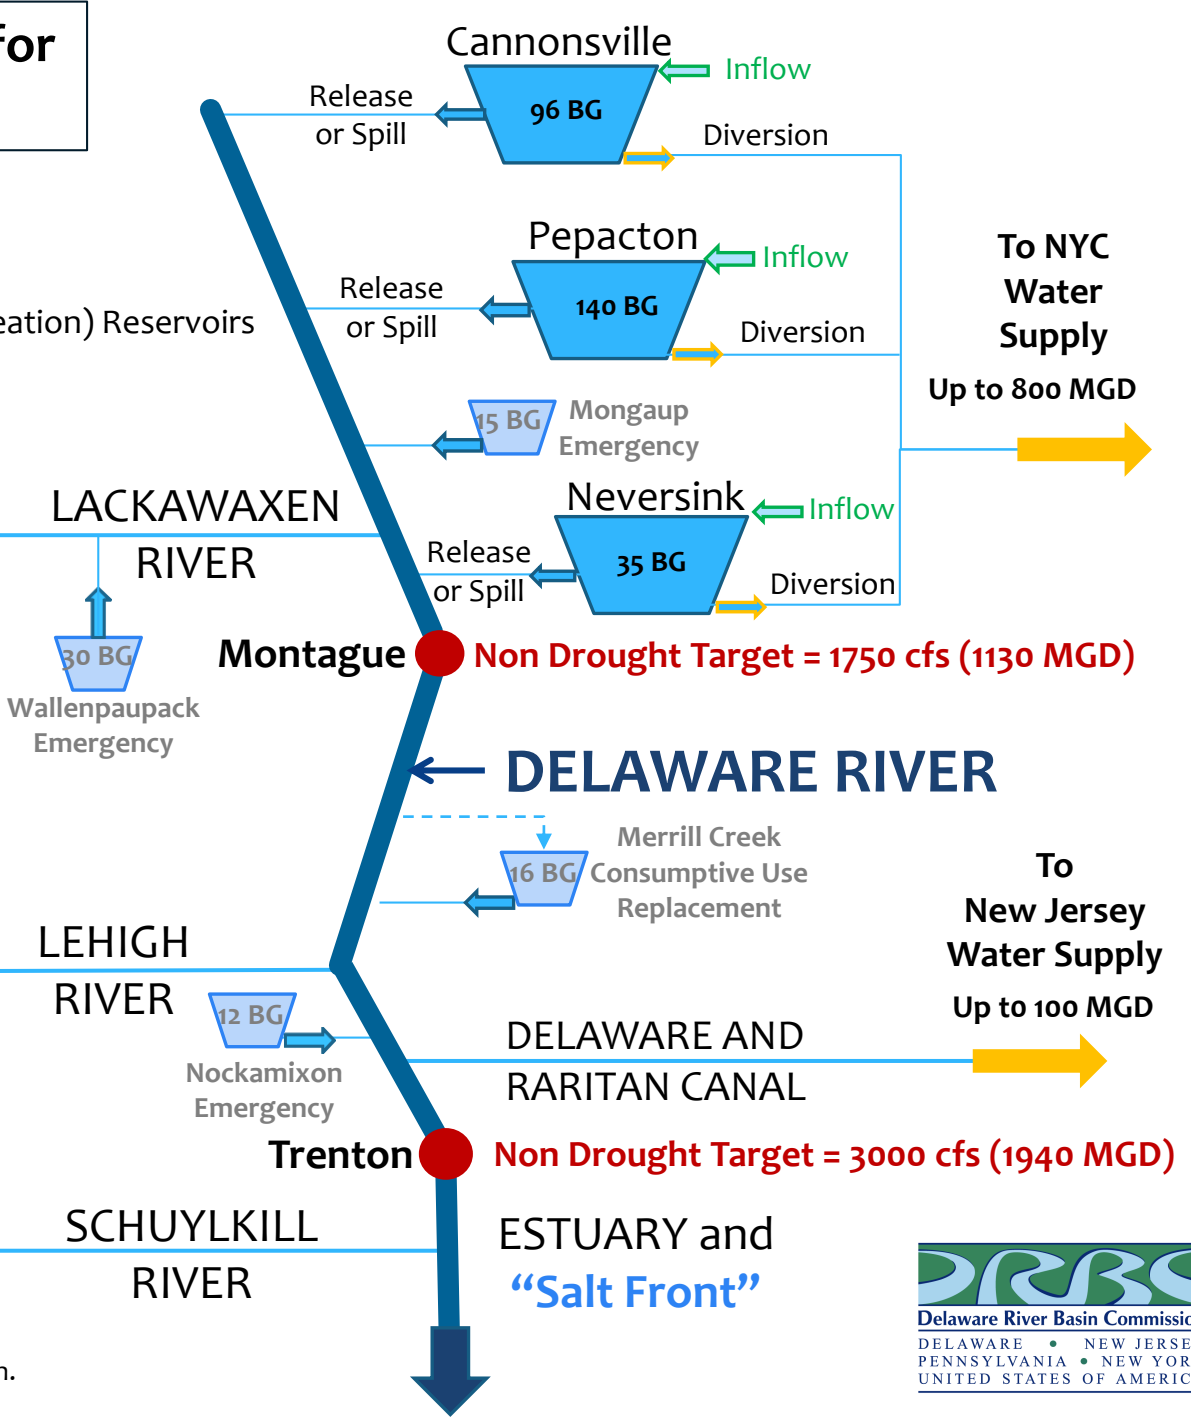 for
Cannonsville
Inflow
Release
or Spill
96 BG
Diversion
Pepacton
Inflow
To NYC
Water
Supply
Release
or Spill
140 BG
eation) Reservoirs
Diversion
Up to 800 MGD
15 BG
Mongaup
Emergency
Neversink
Inflow
LACKAWAXEN
RIVER
Release
or Spill
35 BG
Diversion
30 BG
Wallenpaupack
Emergency
Montague
Non Drought Target = 1750 cfs (1130 MGD)
DELAWARE RIVER
16 BG
Merrill Creek
Consumptive Use
Replacement
To
New Jersey
Water Supply
Up to 100 MGD
LEHIGH
RIVER
12 BG
Nockamixon
Emergency
DELAWARE AND
RARITAN CANAL
Trenton
Non Drought Target = 3000 cfs (1940 MGD)
SCHUYLKILL
RIVER
ESTUARY and
“Salt Front”
DRBC
Delaware River Basin Commissio
DELAWARE • NEW JERSE
PENNSYLVANIA • NEW YOR
UNITED STATES OF AMERIC
n.